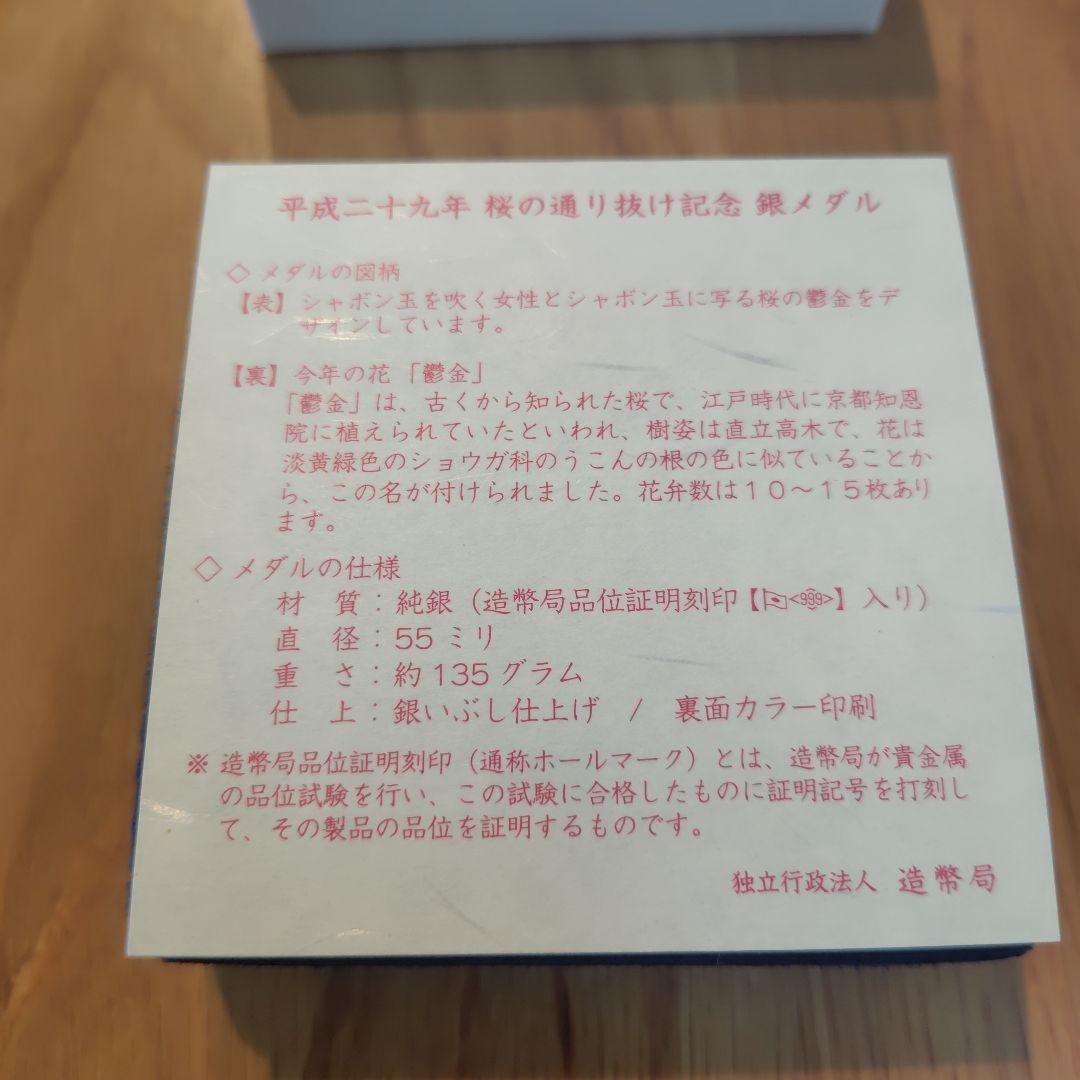 平成二十九年 桜の通り抜け記念 銀メダル
◇ メダルの図柄
【表】シャボン玉を吹く女性とシャボン玉に写る桜の鬱金をデ
ザインしています。
【裏】今年の花「鬱金」
「鬱金」は、古くから知られた桜で、江戸時代に京都知恩
院に植えられていたといわれ、樹姿は直立高木で、花は
淡黄緑色のショウガ科のうこんの根の色に似ていることか
ら、この名が付けられました。花弁数は10～15枚あり
ます。
◇ メダルの仕様
材 質：純銀（造幣局品位証明刻印【<999>】入り）
直 径：55 ミリ
重 さ：約 135 グラム
仕 上：銀いぶし仕上げ / 裏面カラー印刷
※ 造幣局品位証明刻印（通称ホールマーク）とは、造幣局が貴金属
の品位試験を行い、この試験に合格したものに証明記号を打刻し
て、その製品の品位を証明するものです。
独立行政法人 造幣局